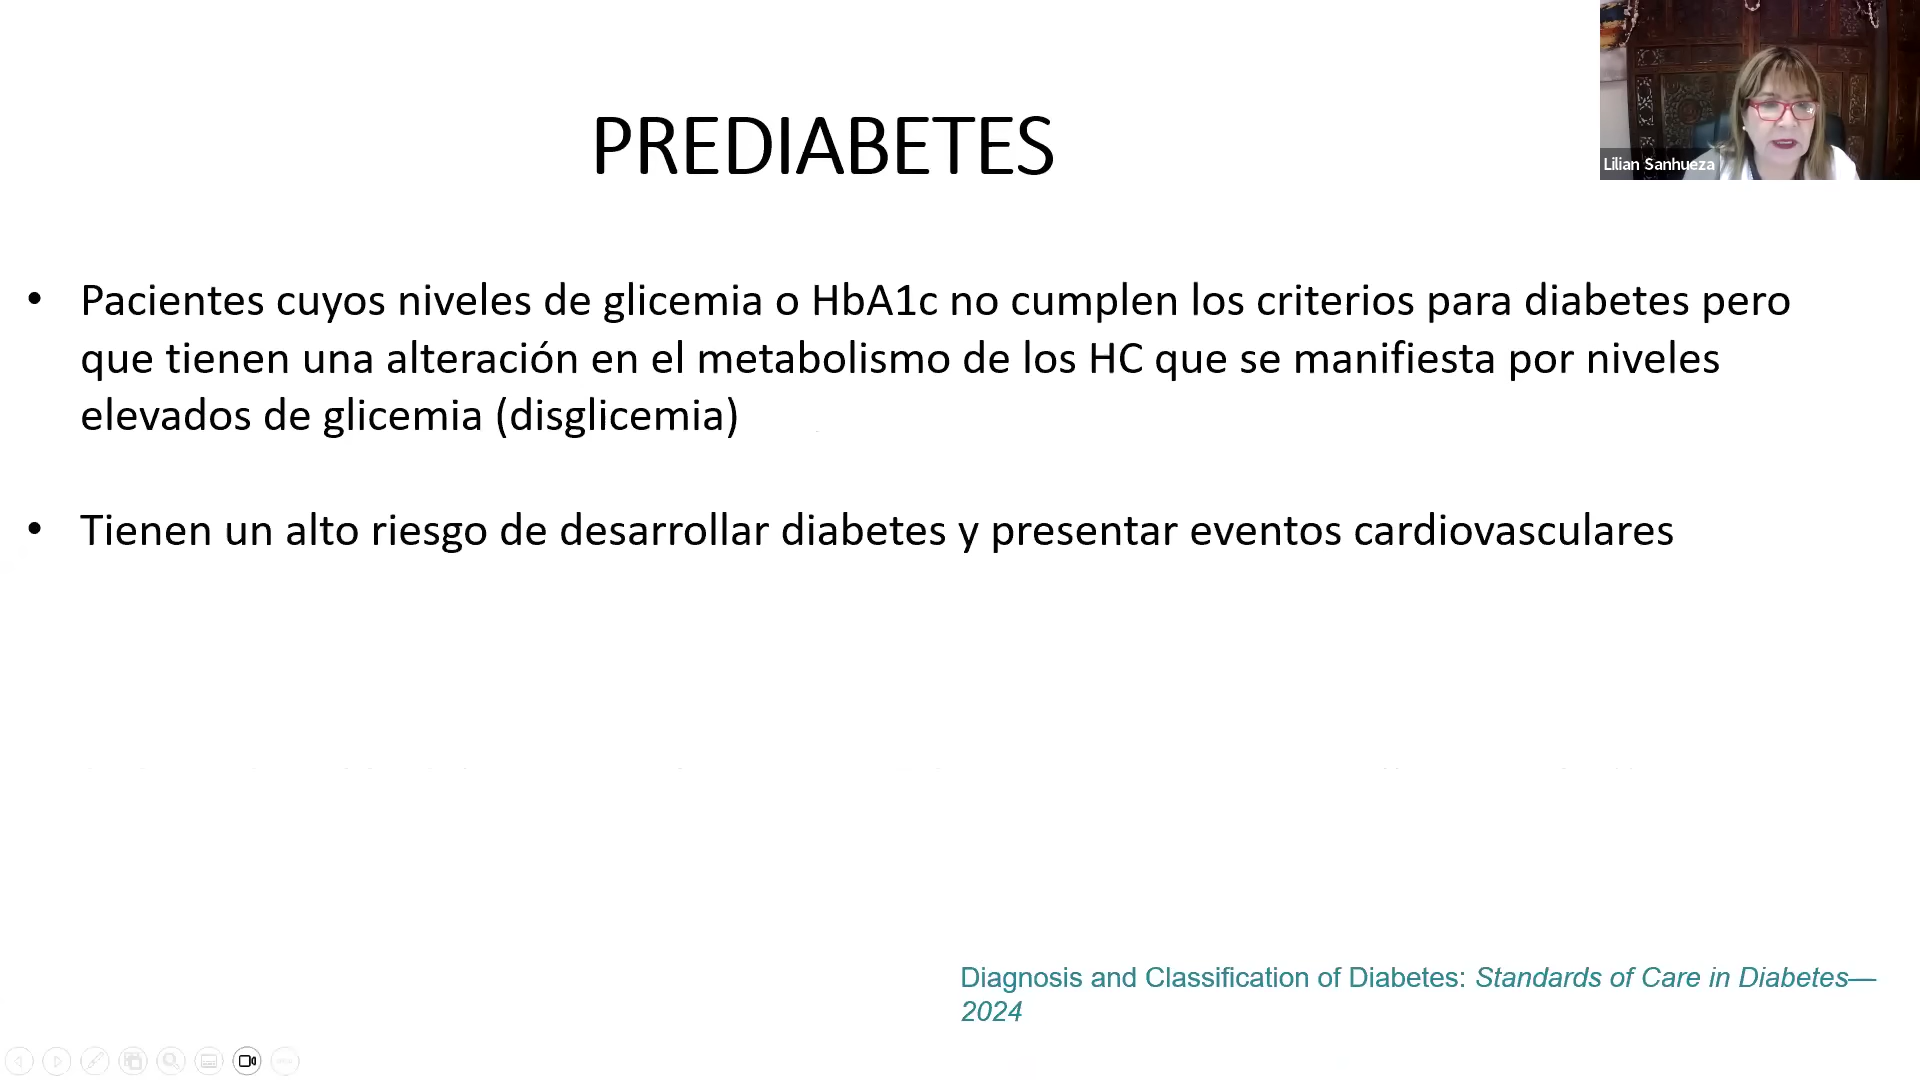 PREDIABETES
Lilian Sanhueza
• Pacientes cuyos niveles de glicemia o HbA1c no cumplen los criterios para diabetes pero
que tienen una alteración en el metabolismo de los HC que se manifiesta por niveles
elevados de glicemia (disglicemia)
• Tienen un alto riesgo de desarrollar diabetes y presentar eventos cardiovasculares
Diagnosis and Classification of Diabetes: Standards of Care in Diabetes—
2024